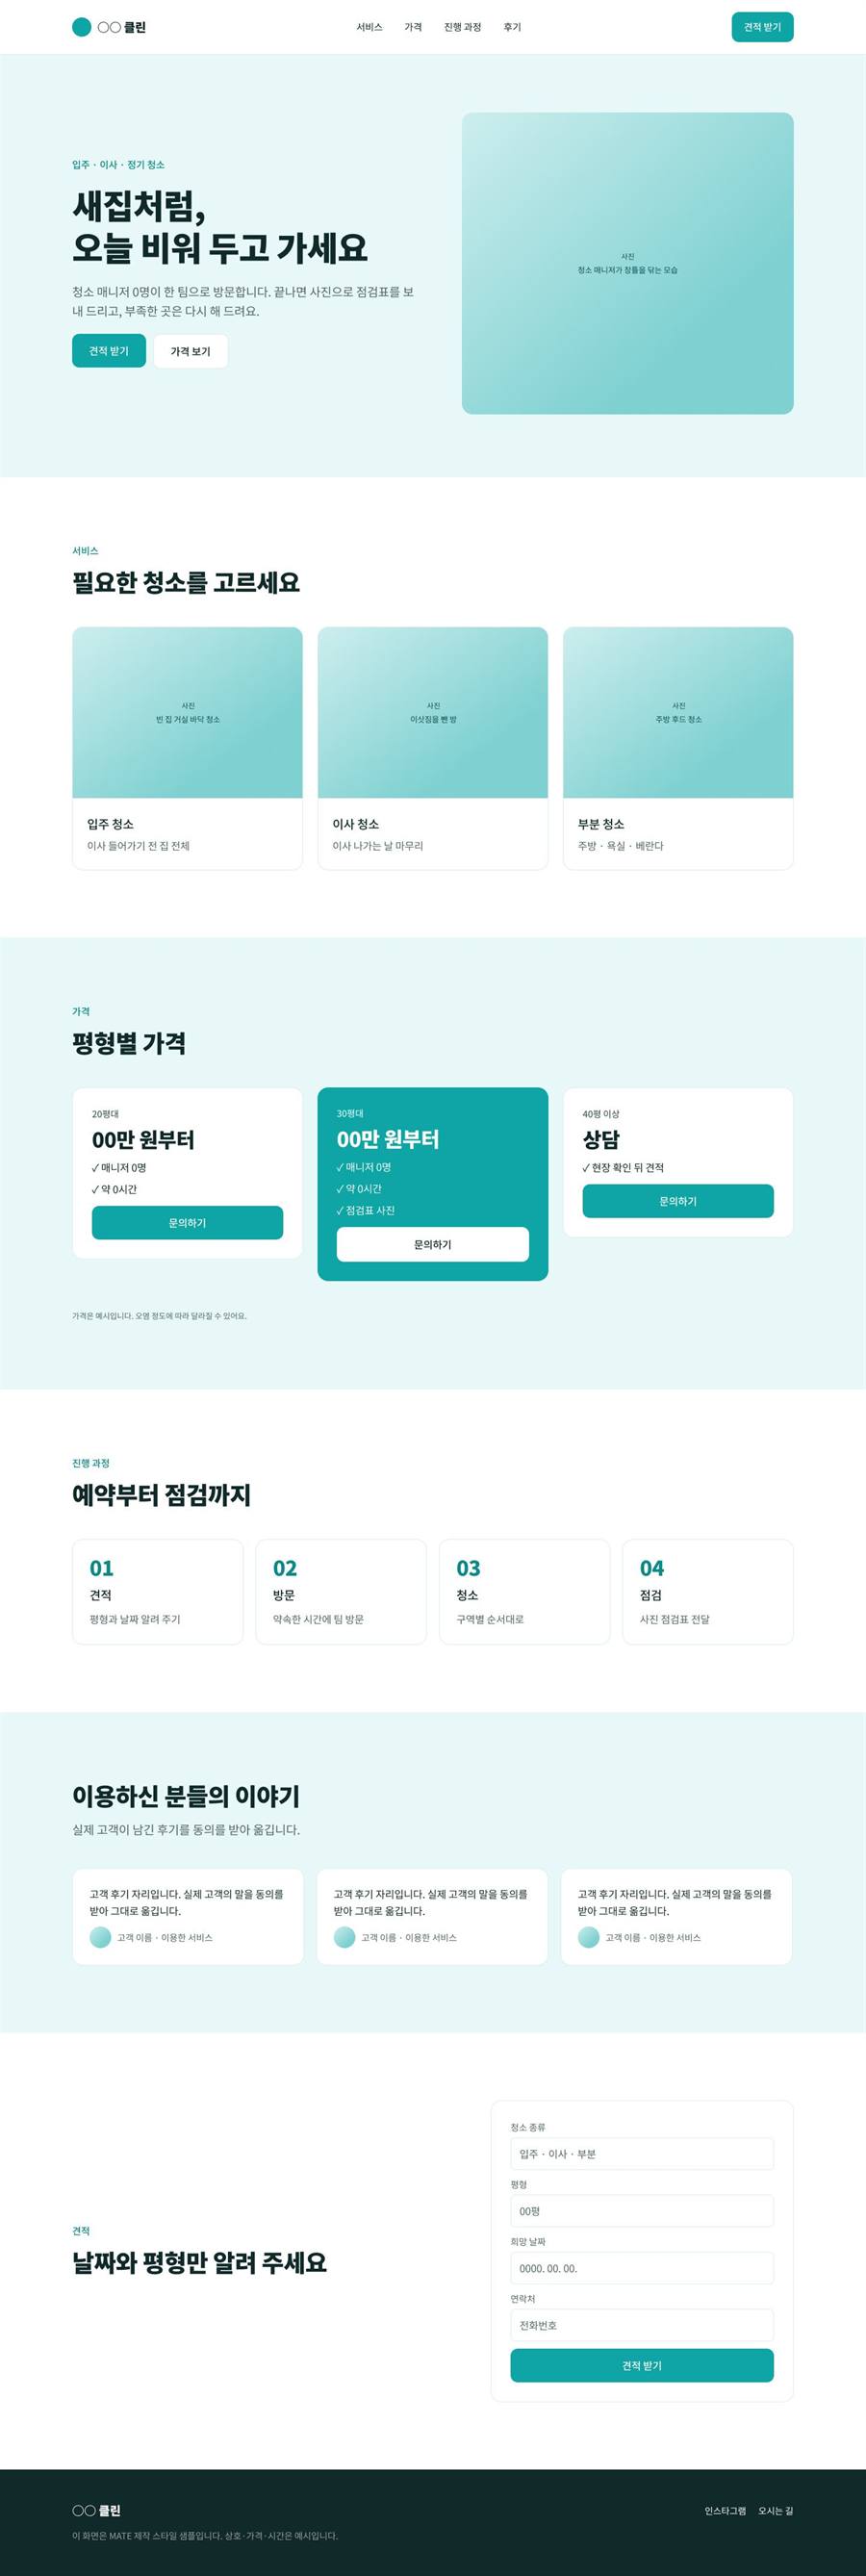 ○○ 클린
서비스
가격
진행 과정
후기
견적 받기
입주 · 이사 · 정기 청소
새집처럼,
오늘 비워 두고 가세요
청소 매니저 0명이 한 팀으로 방문합니다. 끝나면 사진으로 점검표를 보
내 드리고, 부족한 곳은 다시 해 드려요.
견적 받기
가격 보기
사진
청소 매니저가 창틀을 닦는 모습
서비스
필요한 청소를 고르세요
사진
빈 집 거실 바닥 청소
입주 청소
이사 들어가기 전 집 전체
사진
이삿짐을 뺀 방
이사 청소
이사 나가는 날 마무리
사진
주방 후드 청소
부분 청소
주방 · 욕실 · 베란다
가격
평형별 가격
20평대
00만 원부터
✓ 매니저 0명
✓ 약 0시간
문의하기
30평대
00만 원부터
✓ 매니저 0명
✓ 약 0시간
✓ 점검표 사진
문의하기
40평 이상
상담
✓ 현장 확인 뒤 견적
문의하기
가격은 예시입니다. 오염 정도에 따라 달라질 수 있어요.
진행 과정
예약부터 점검까지
01
견적
평형과 날짜 알려 주기
02
방문
약속한 시간에 팀 방문
03
청소
구역별 순서대로
04
점검
사진 점검표 전달
이용하신 분들의 이야기
실제 고객이 남긴 후기를 동의를 받아 옮깁니다.
고객 후기 자리입니다. 실제 고객의 말을 동의를
받아 그대로 옮깁니다.
고객 이름 · 이용한 서비스
고객 후기 자리입니다. 실제 고객의 말을 동의를
받아 그대로 옮깁니다.
고객 이름 · 이용한 서비스
고객 후기 자리입니다. 실제 고객의 말을 동의를
받아 그대로 옮깁니다.
고객 이름 · 이용한 서비스
견적
날짜와 평형만 알려 주세요
청소 종류
입주 · 이사 · 부분
평형
00평
희망 날짜
0000. 00. 00.
연락처
전화번호
견적 받기
○○ 클린
이 화면은 MATE 제작 스타일 샘플입니다. 상호·가격·시간은 예시입니다.
인스타그램
오시는 길